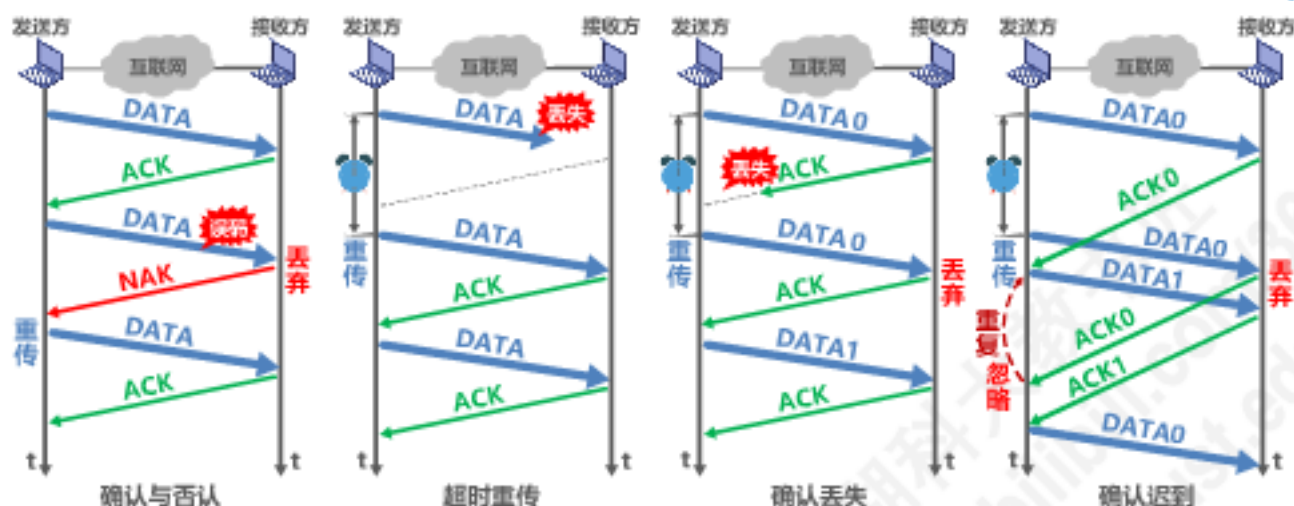 发送方 接收方 发送方 接收方 发送方 接收方 发送方 接收方
互联网 互联网 互联网 互联网
DATA
ACK
DATA
误码
丢弃
NAK
重传
DATA
ACK
t t
确认与否认
DATA
丢失
重传
DATA
ACK
DATA
ACK
t t
超时重传
DATA0
丢失
ACK
重传
DATA0
丢弃
ACK
DATA1
ACK
t t
确认丢失
DATA0
ACK0
重传
DATA0
DATA1
丢弃
重复
忽略
ACK0
ACK1
DATA0
t t
确认迟到